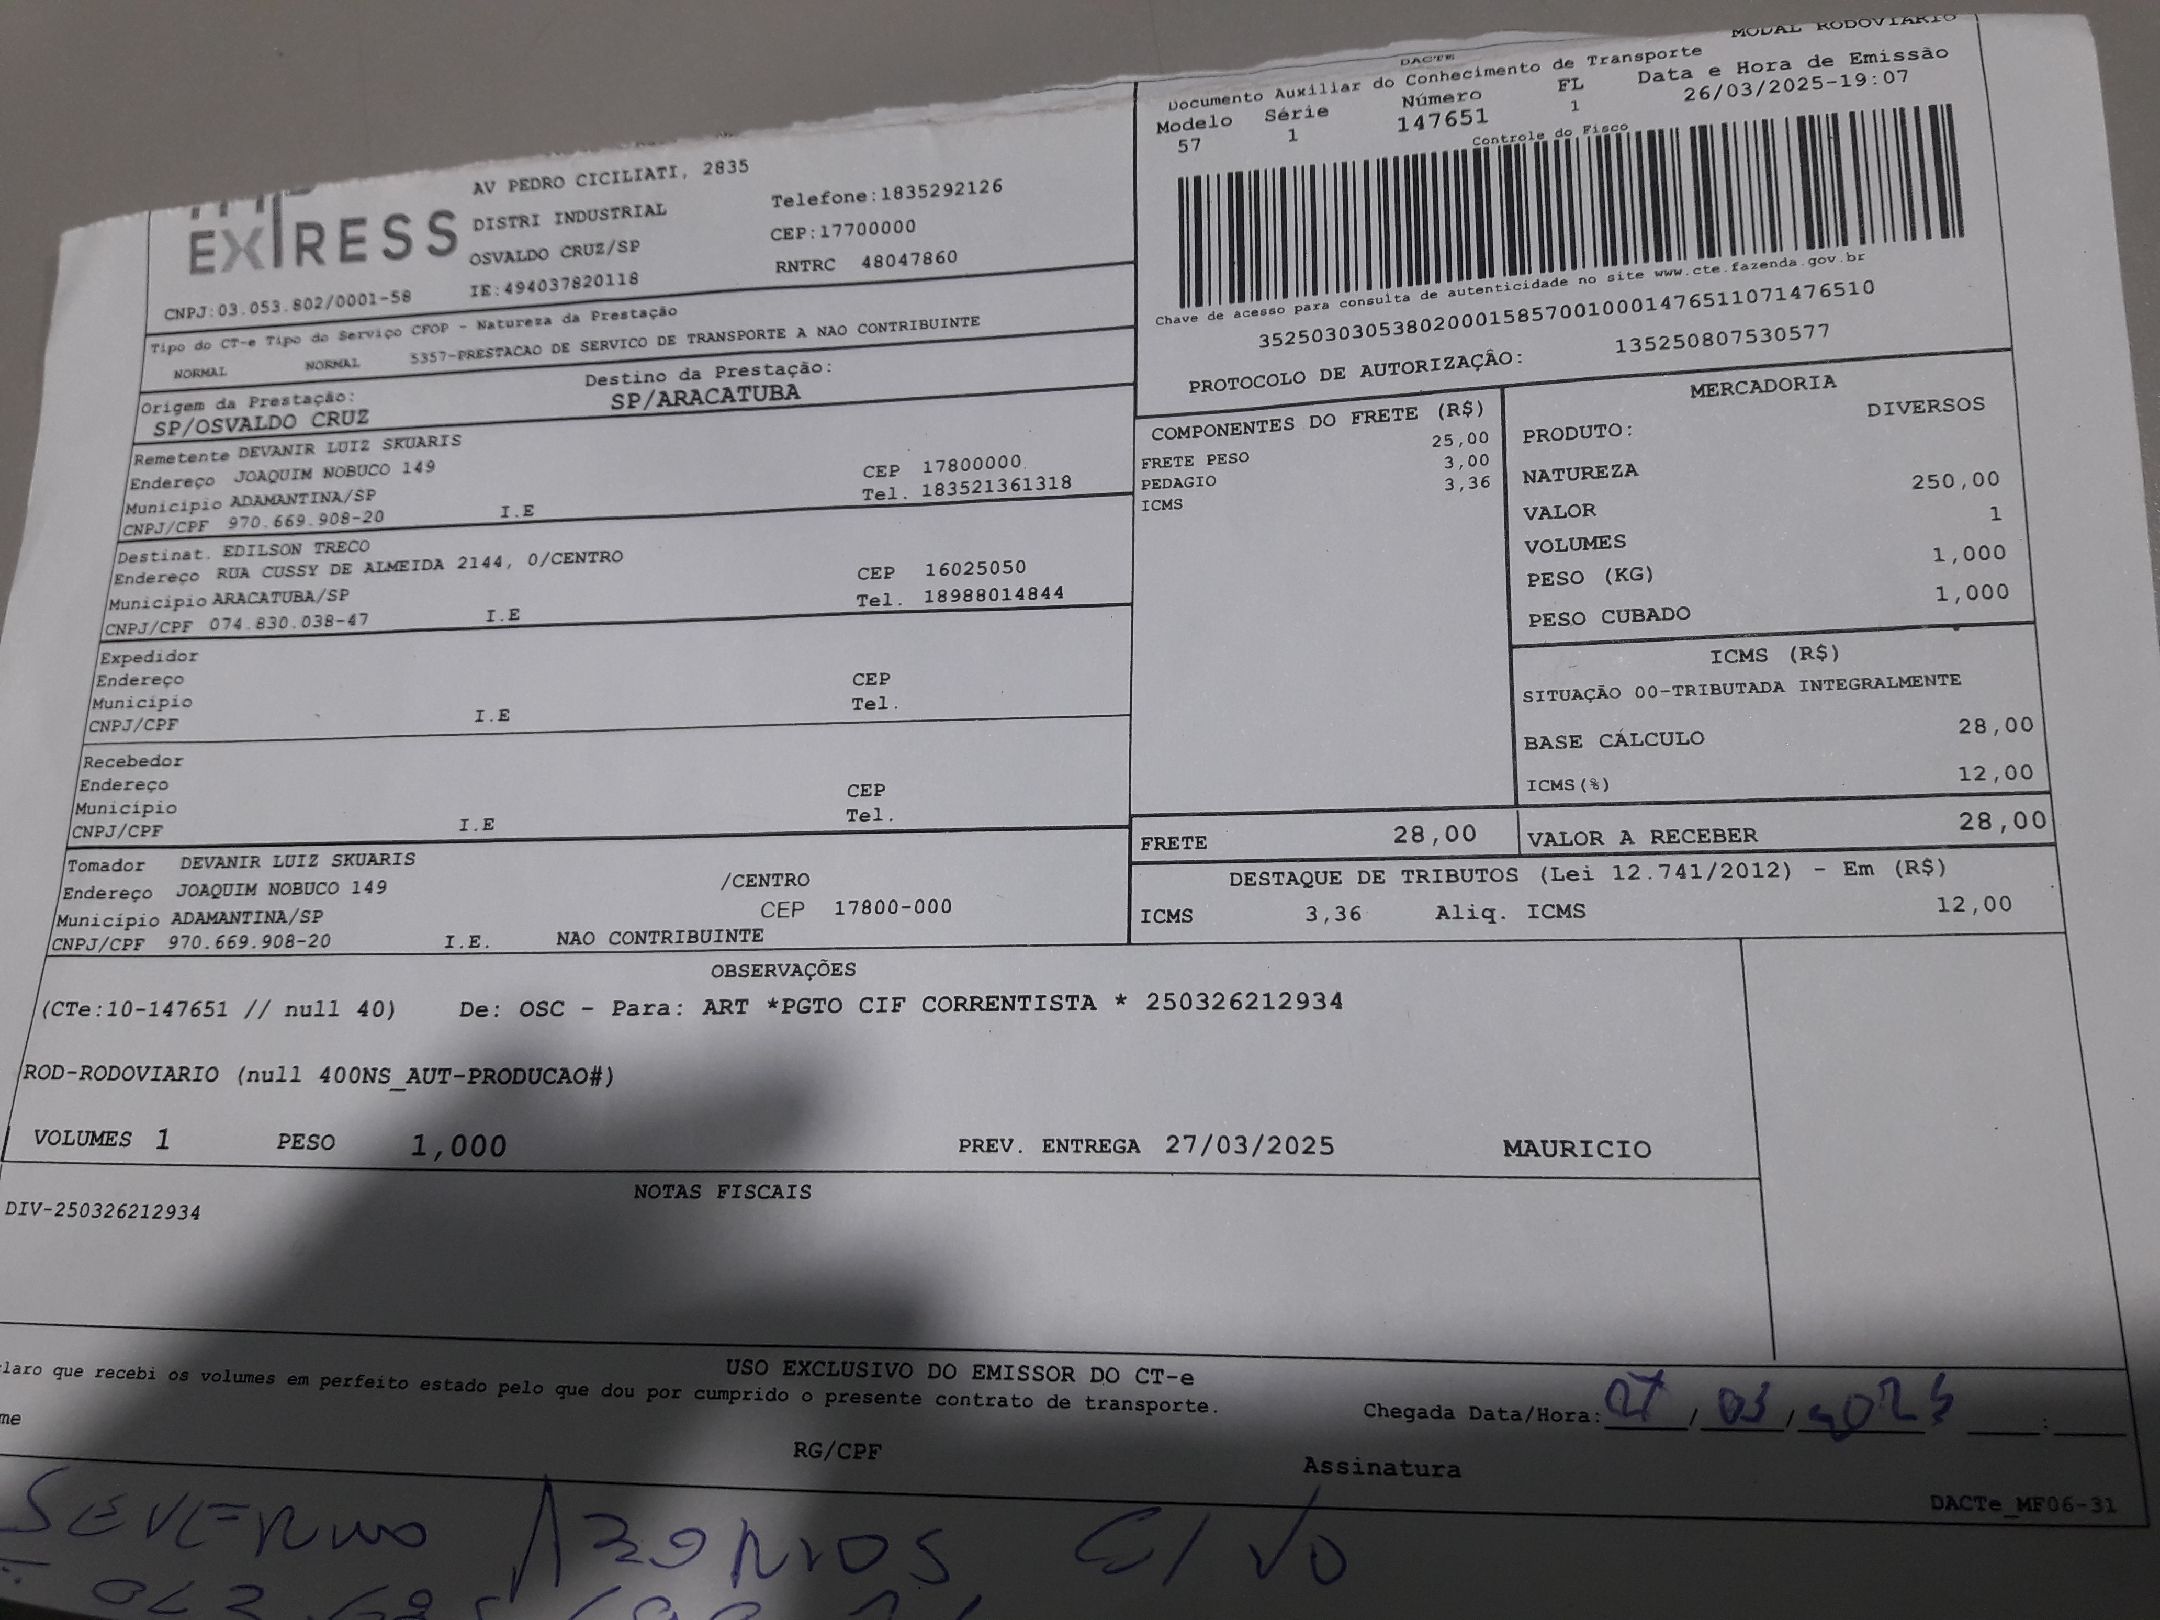 MODAL RODOVIARIO
DACTE
Documento Auxiliar do Conhecimento de Transporte
Data e Hora de Emissão
Modelo Série Número FL
57 1 147651 1 26/03/2025-19:07
Controle do Fisco
Chave de acesso para consulta de autenticidade no site www.cte.fazenda.gov.br
35250303053802000158570010001476511071476510
PROTOCOLO DE AUTORIZAÇÂO: 135250807530577
EXPRESS
AV PEDRO CICILIATI, 2835
DISTRI INDUSTRIAL
OSVALDO CRUZ/SP
IE:494037820118
Telefone:1835292126
CEP:17700000
RNTRC 48047860
CNPJ:03.053.802/0001-58
Tipo do CT-e Tipo do Serviço CFOP - Natureza da Prestação
NORMAL NORMAL 5357-PRESTACAO DE SERVICO DE TRANSPORTE A NAO CONTRIBUINTE
Origem da Prestação: Destino da Prestação:
SP/OSVALDO CRUZ SP/ARACATUBA
Remetente DEVANIR LUIZ SKUARIS
Endereço JOAQUIM NOBUCO 149 CEP 17800000
Município ADAMANTINA/SP Tel. 183521361318
CNPJ/CPF 970.669.908-20 I.E
Destinat. EDILSON TRECO
Endereço RUA CUSSY DE ALMEIDA 2144, 0/CENTRO CEP 16025050
Município ARACATUBA/SP Tel. 18988014844
CNPJ/CPF 074.830.038-47 I.E
Expedidor
Endereço CEP
Município Tel.
CNPJ/CPF I.E
Recebedor
Endereço CEP
Município Tel.
CNPJ/CPF I.E
Tomador DEVANIR LUIZ SKUARIS
Endereço JOAQUIM NOBUCO 149 /CENTRO
Município ADAMANTINA/SP CEP 17800-000
CNPJ/CPF 970.669.908-20 I.E. NAO CONTRIBUINTE
COMPONENTES DO FRETE (R$)
FRETE PESO 25,00
PEDAGIO 3,00
ICMS 3,36
MERCADORIA
PRODUTO: DIVERSOS
NATUREZA
VALOR 250,00
VOLUMES 1
PESO (KG) 1,000
PESO CUBADO 1,000
ICMS (R$)
SITUAÇÃO 00-TRIBUTADA INTEGRALMENTE
BASE CÁLCULO 28,00
ICMS(%) 12,00
FRETE 28,00 VALOR A RECEBER 28,00
DESTAQUE DE TRIBUTOS (Lei 12.741/2012) - Em (R$)
ICMS 3,36 Aliq. ICMS 12,00
OBSERVAÇÕES
(CTe:10-147651 // null 40) De: OSC - Para: ART *PGTO CIF CORRENTISTA * 250326212934
ROD-RODOVIARIO (null 400NS_AUT-PRODUCAO#)
VOLUMES 1 PESO 1,000 PREV. ENTREGA 27/03/2025 MAURICIO
NOTAS FISCAIS
DIV-250326212934
USO EXCLUSIVO DO EMISSOR DO CT-e
laro que recebi os volumes em perfeito estado pelo que dou por cumprido o presente contrato de transporte.
me RG/CPF Assinatura
Chegada Data/Hora: 27/03/2025 :
DACTe_MF06-31